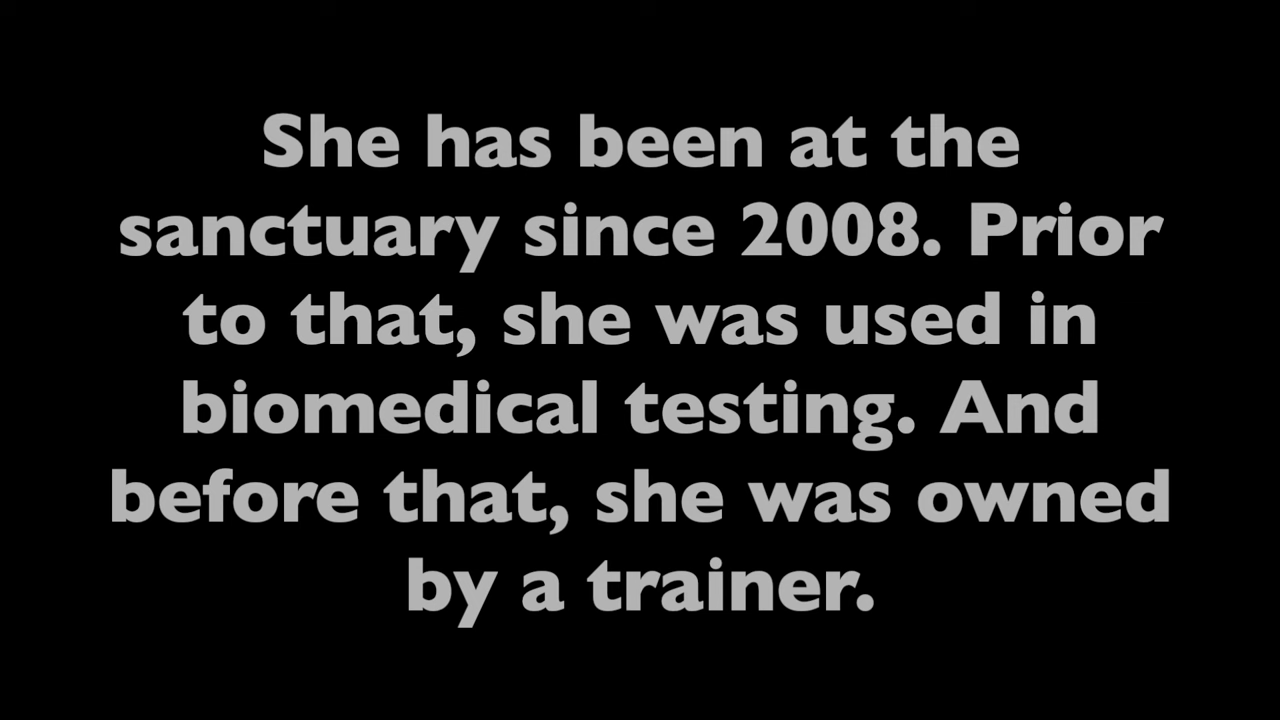 She has been at the
sanctuary since 2008. Prior
to that, she was used in
biomedical testing. And
before that, she was owned
by a trainer.